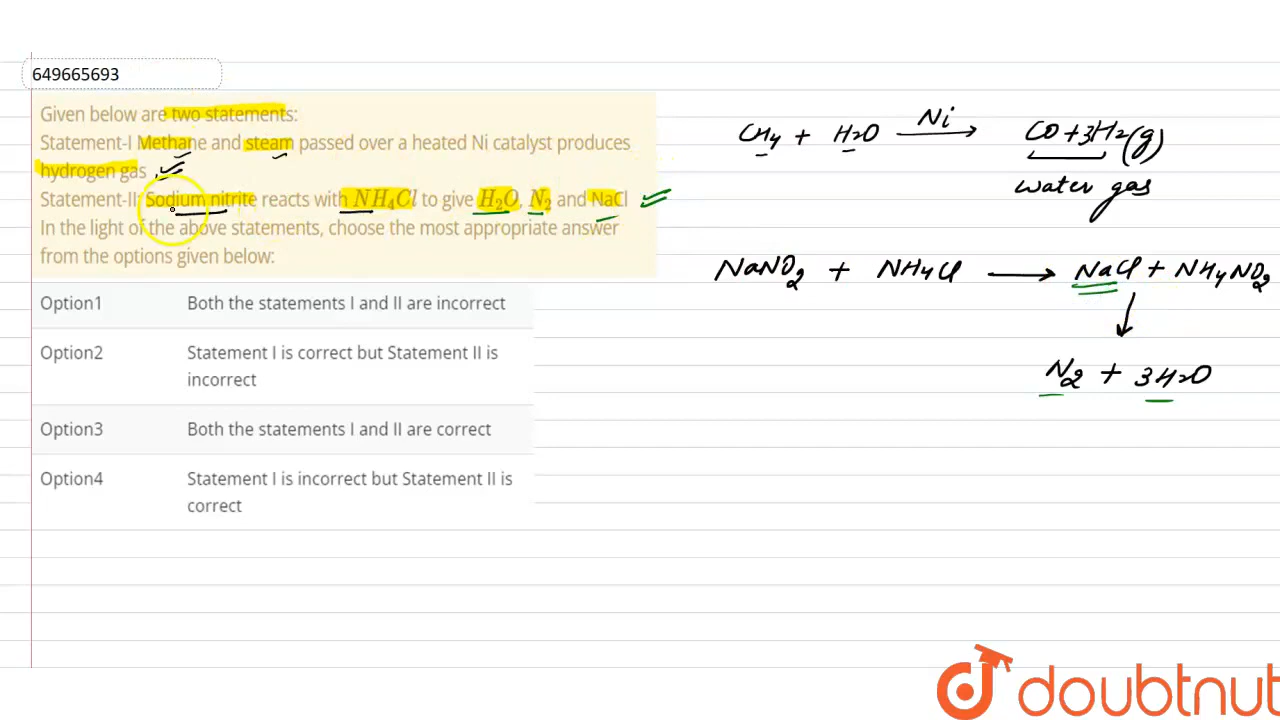 649665693
Given below are two statements:
Statement-I Methane and steam passed over a heated Ni catalyst produces
hydrogen gas .
Statement-II: Sodium nitrite reacts with NH4Cl to give H2O, N2 and NaCl
In the light of the above statements, choose the most appropriate answer
from the options given below:
Option1 Both the statements I and II are incorrect
Option2 Statement I is correct but Statement II is
incorrect
Option3 Both the statements I and II are correct
Option4 Statement I is incorrect but Statement II is
correct
CH4 + H2O Ni → CO + 3H2(g)
water gas
NaNO2 + NH4Cl → NaCl + NH4NO2
↓
N2 + 3H2O
doubtnut